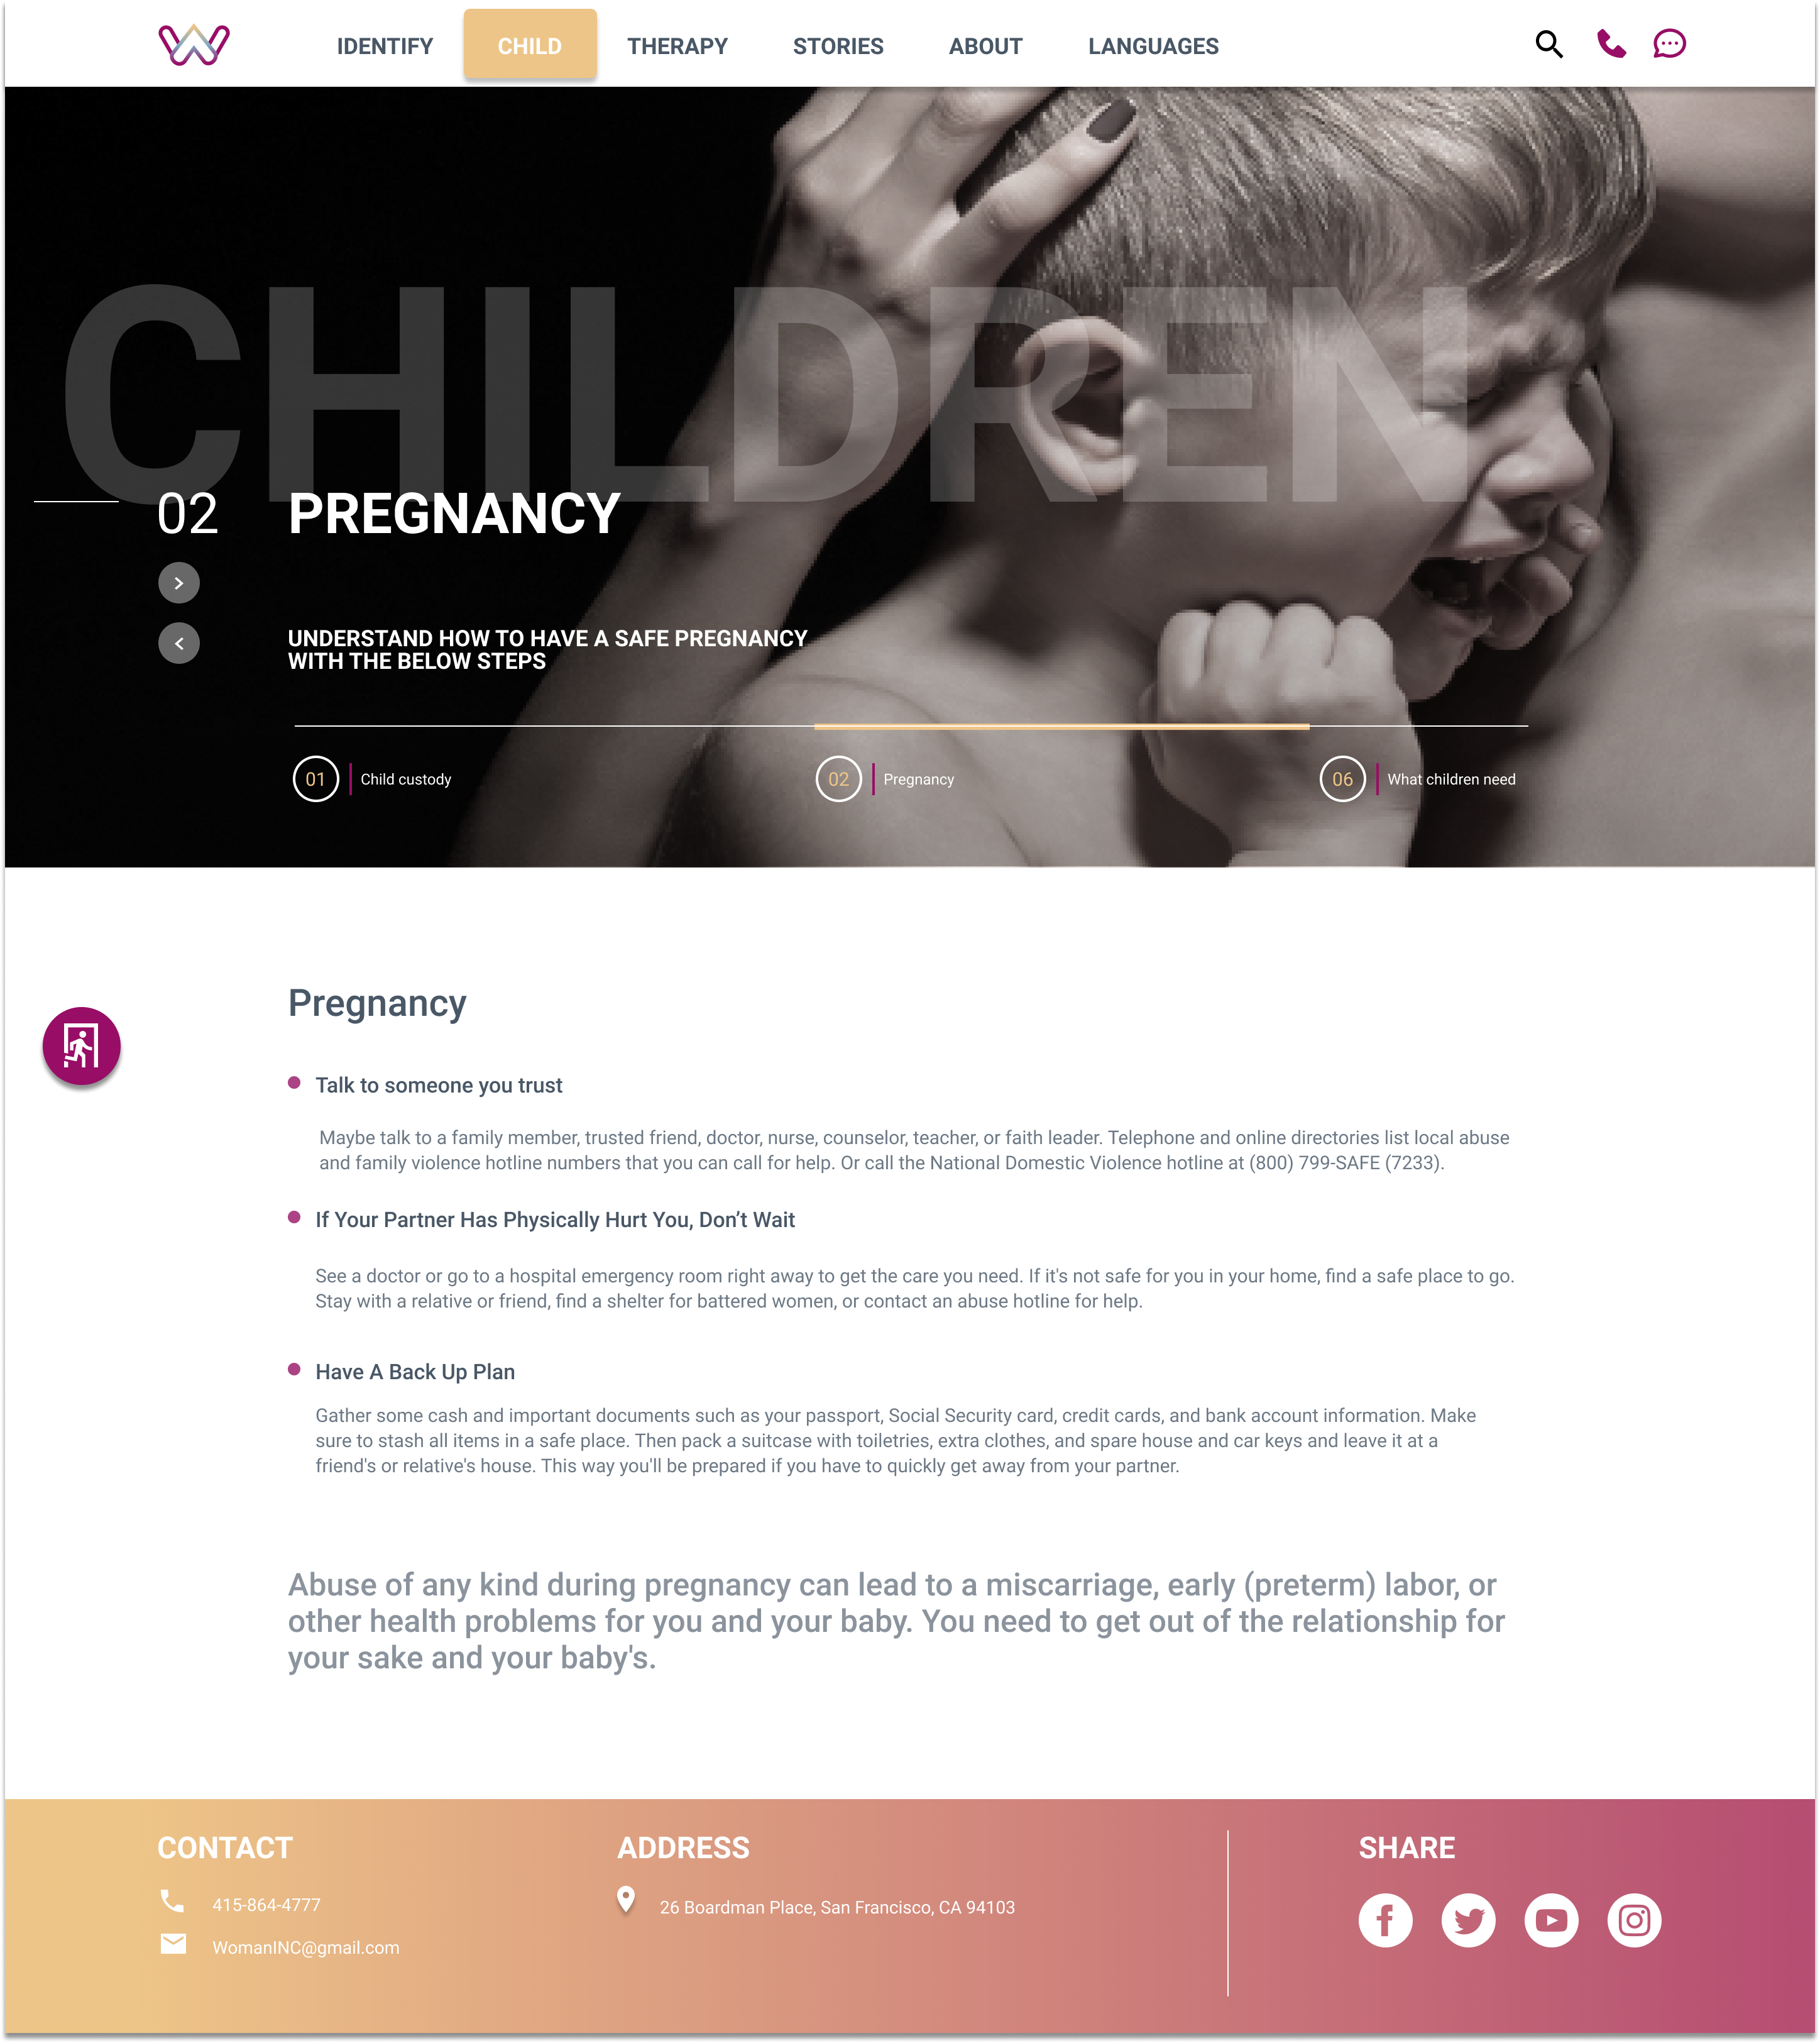 IDENTIFY
CHILD
THERAPY
STORIES
ABOUT
LANGUAGES
CHILDREN
02
PREGNANCY
>
<
UNDERSTAND HOW TO HAVE A SAFE PREGNANCY
WITH THE BELOW STEPS
01 Child custody
02 Pregnancy
06 What children need
Pregnancy
Talk to someone you trust
Maybe talk to a family member, trusted friend, doctor, nurse, counselor, teacher, or faith leader. Telephone and online directories list local abuse
and family violence hotline numbers that you can call for help. Or call the National Domestic Violence hotline at (800) 799-SAFE (7233).
If Your Partner Has Physically Hurt You, Don’t Wait
See a doctor or go to a hospital emergency room right away to get the care you need. If it's not safe for you in your home, find a safe place to go.
Stay with a relative or friend, find a shelter for battered women, or contact an abuse hotline for help.
Have A Back Up Plan
Gather some cash and important documents such as your passport, Social Security card, credit cards, and bank account information. Make
sure to stash all items in a safe place. Then pack a suitcase with toiletries, extra clothes, and spare house and car keys and leave it at a
friend's or relative's house. This way you'll be prepared if you have to quickly get away from your partner.
Abuse of any kind during pregnancy can lead to a miscarriage, early (preterm) labor, or
other health problems for you and your baby. You need to get out of the relationship for
your sake and your baby's.
CONTACT
415-864-4777
WomanINC@gmail.com
ADDRESS
26 Boardman Place, San Francisco, CA 94103
SHARE